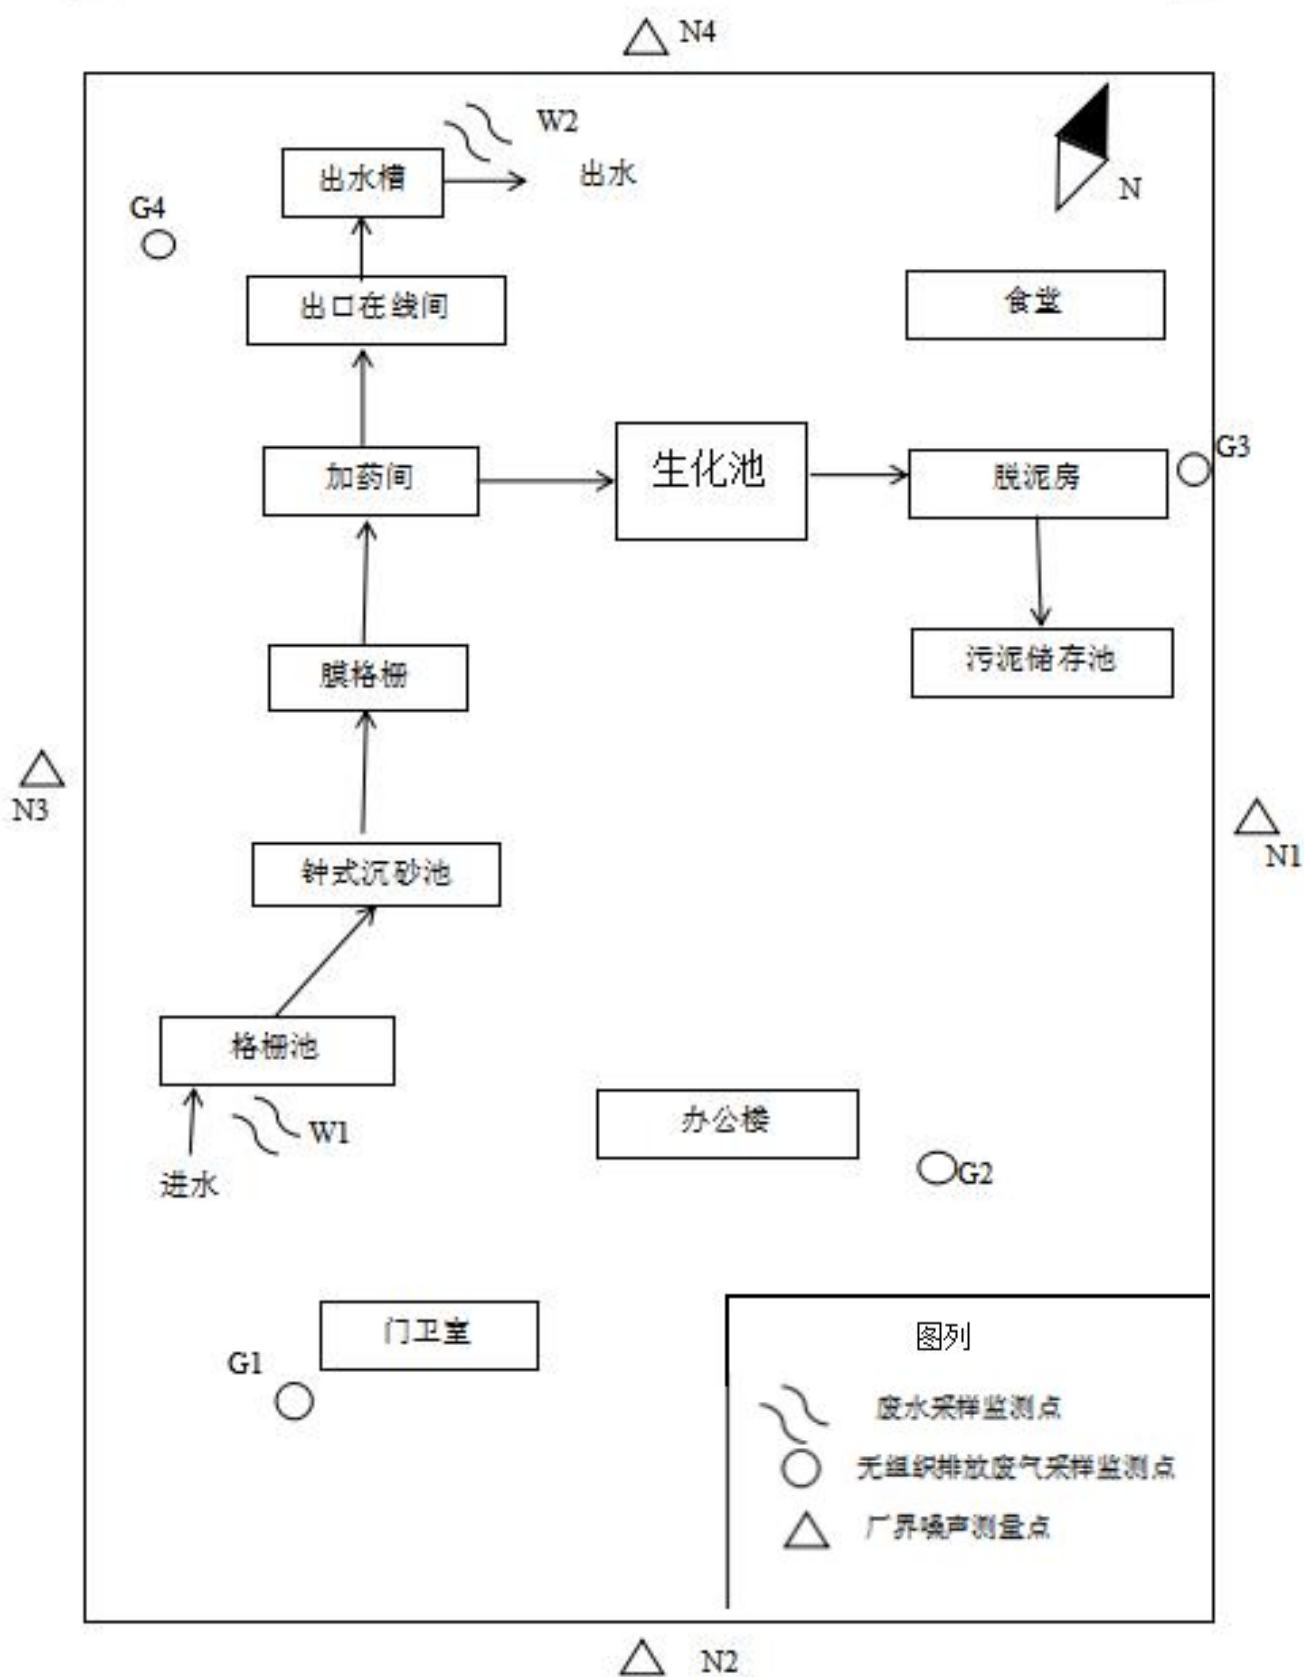 N4
W2
出水槽
出水
G4
N
出口在线间
食堂
G3
加药间
生化池
脱泥房
膜格栅
污泥储存池
N3
N1
钟式沉砂池
格栅池
W1
进水
办公楼
G2
门卫室
G1
图列
废水采样监测点
无组织排放废气采样监测点
厂界噪声测量点
N2